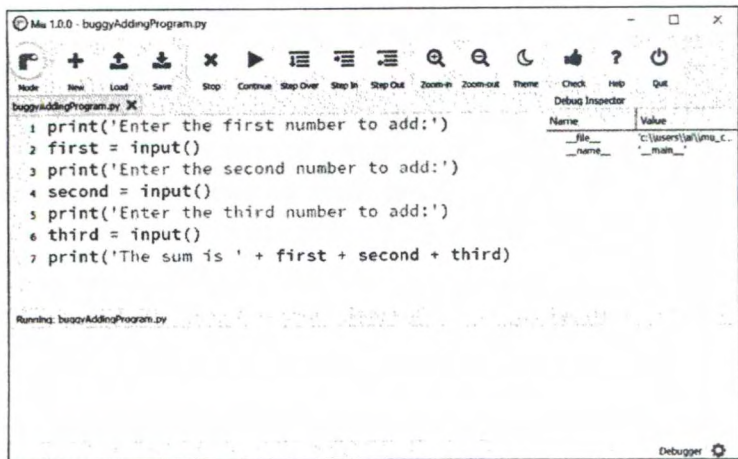 Mu 1.0.0 - buggyAddingProgram.py
Mode New Load Save Stop Continue Step Over Step In Step Out Zoom-in Zoom-out Theme Check Help Quit
buggyAddingProgram.py
Debug Inspector
Name Value
__file__ 'c:\\users\\al\\mu_c...
__name__ '__main__'
1 print('Enter the first number to add:')
2 first = input()
3 print('Enter the second number to add:')
4 second = input()
5 print('Enter the third number to add:')
6 third = input()
7 print('The sum is ' + first + second + third)
Running: buggyAddingProgram.py
Debugger